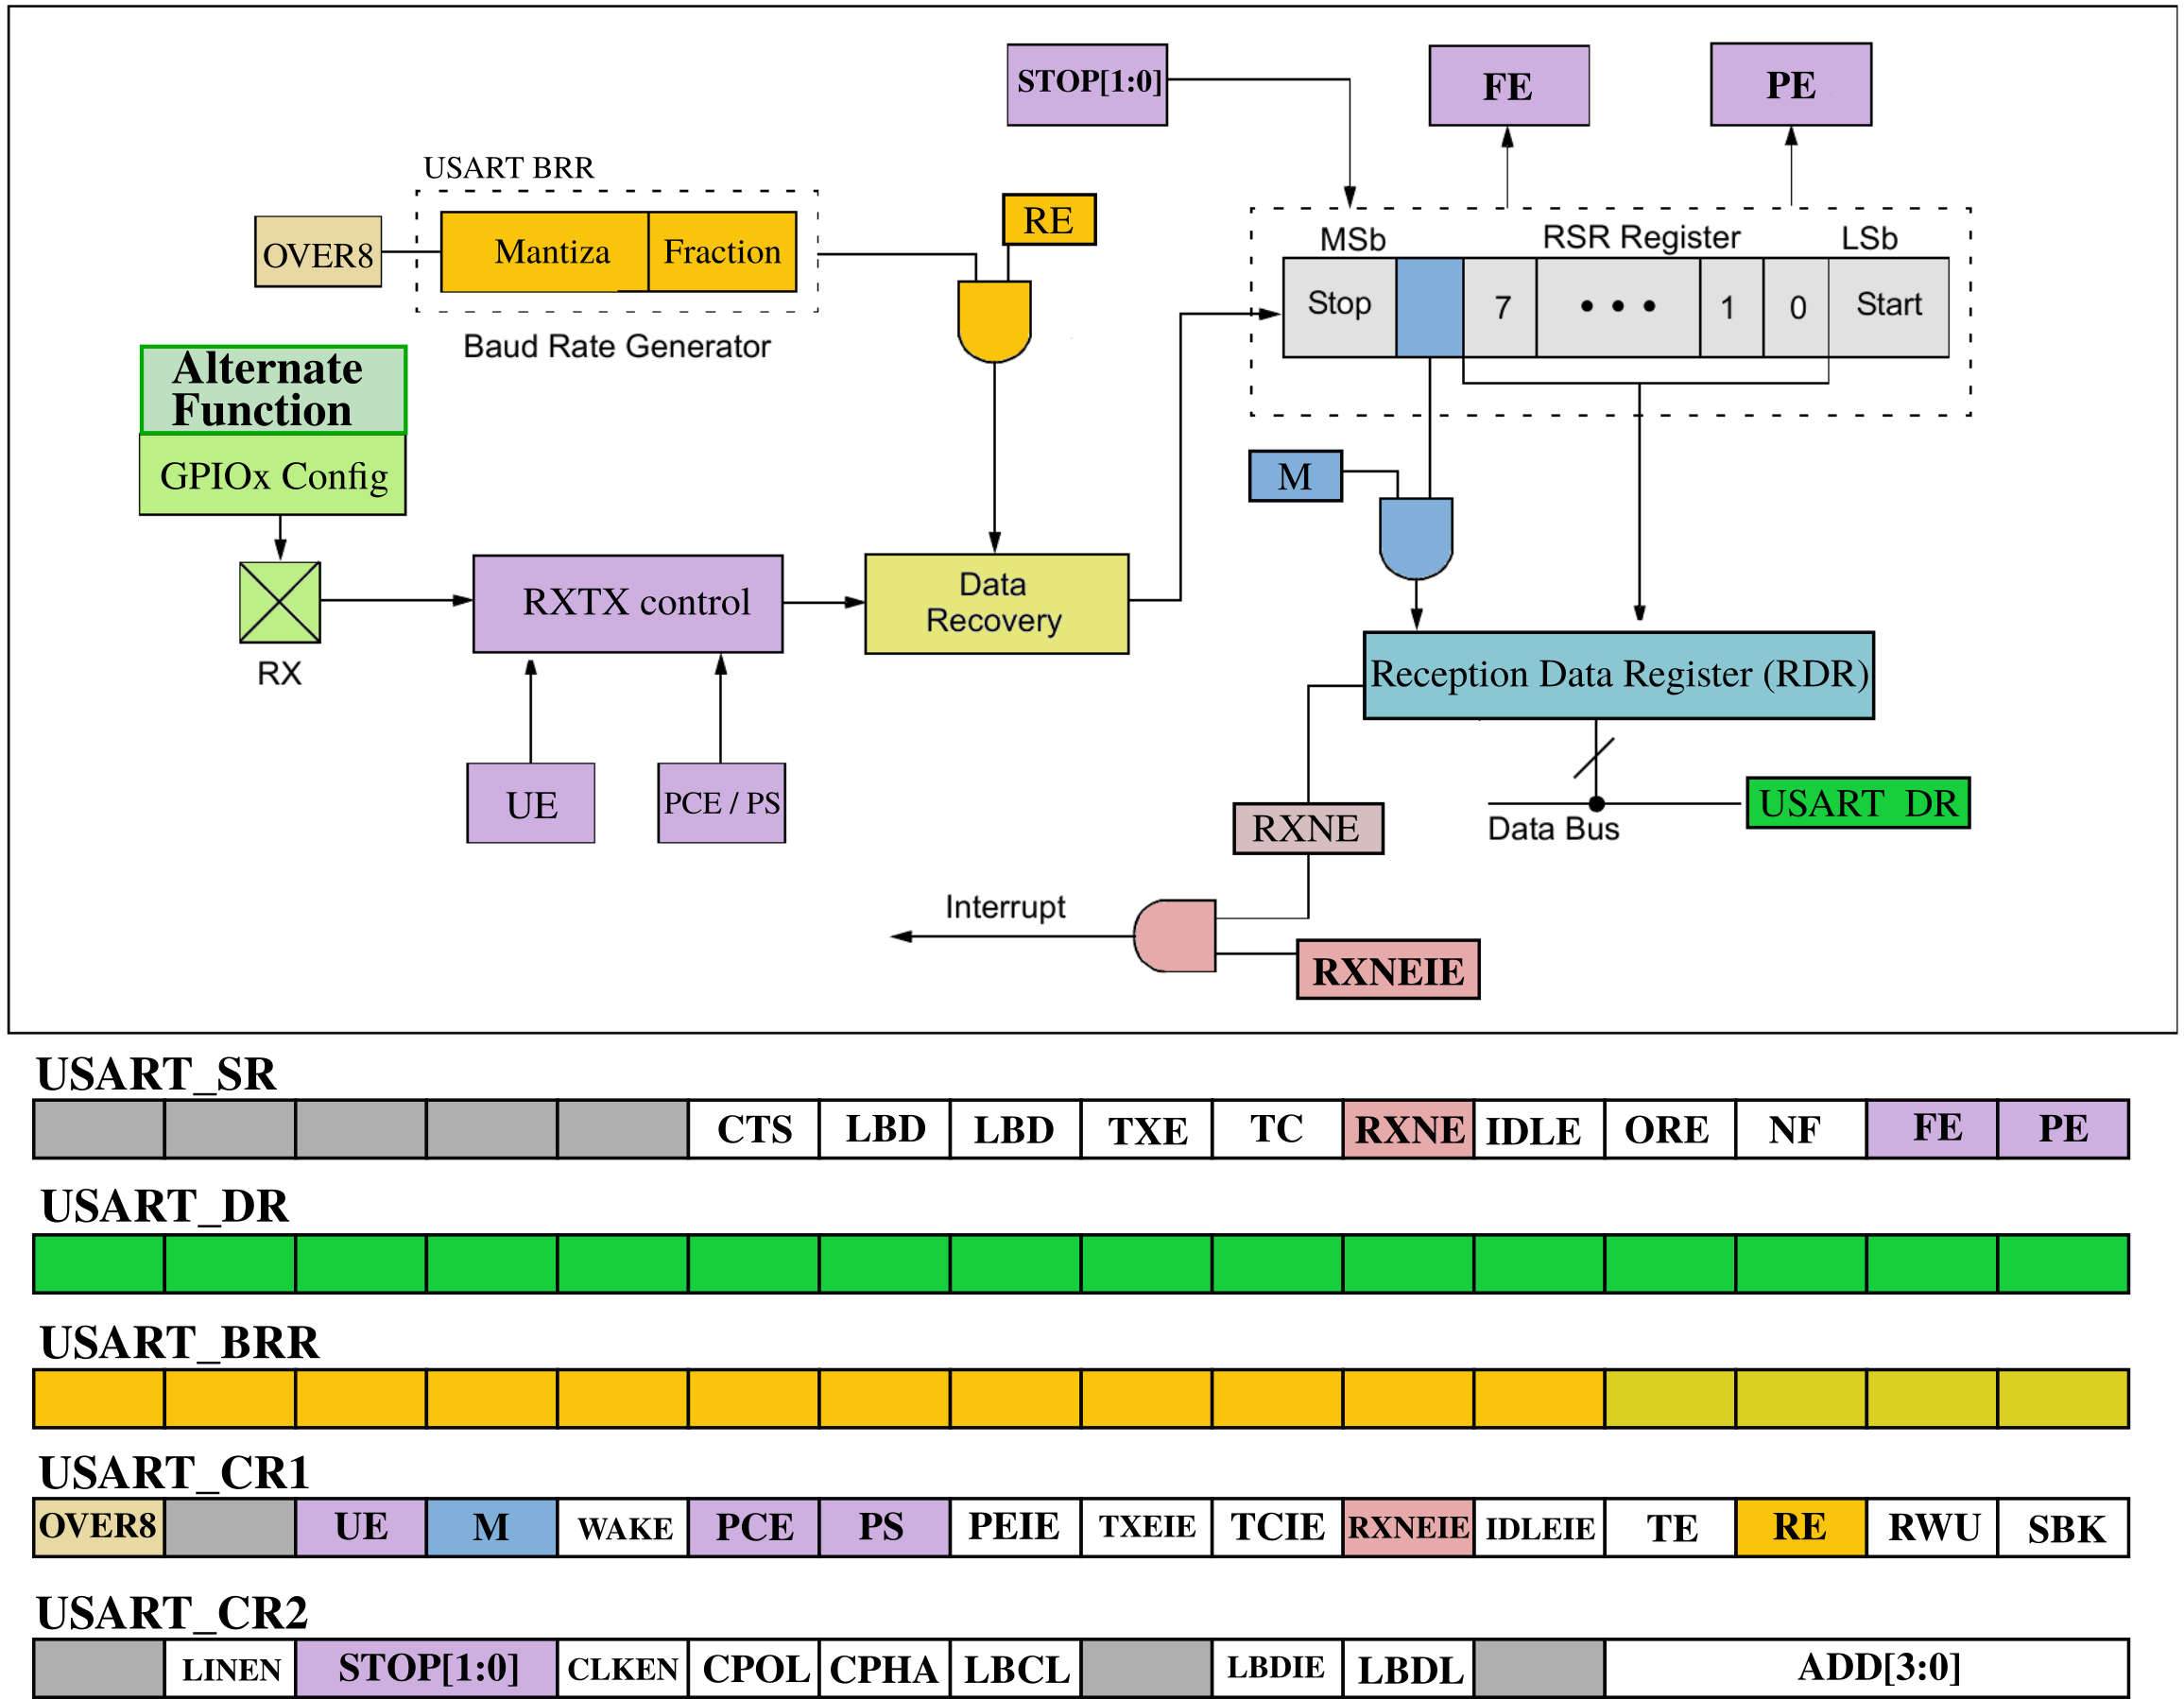 STOP[1:0]
FE
PE
USART BRR
RE
OVER8
Mantiza
Fraction
MSb
RSR Register
LSb
Stop
7
• • •
1
0
Start
Baud Rate Generator
Alternate
Function
GPIOx Config
M
RXTX control
Data
Recovery
RX
Reception Data Register (RDR)
UE
PCE / PS
RXNE
USART DR
Data Bus
Interrupt
RXNEIE
USART_SR
CTS LBD LBD TXE TC RXNE IDLE ORE NF FE PE
USART_DR
USART_BRR
USART_CR1
OVER8 UE M WAKE PCE PS PEIE TXEIE TCIE RXNEIE IDLEIE TE RE RWU SBK
USART_CR2
LINEN STOP[1:0] CLKEN CPOL CPHA LBCL LBDIE LBDL ADD[3:0]